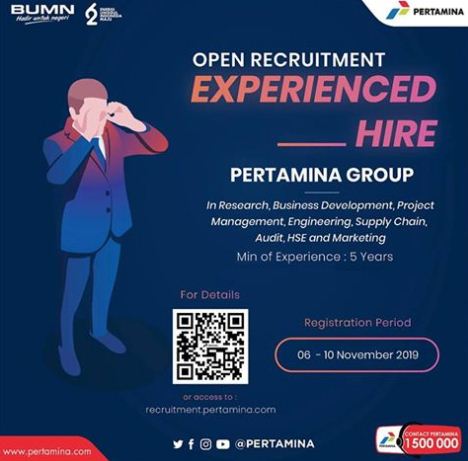 BUMN
Hadir untuk negeri
PERTAMINA
OPEN RECRUITMENT
EXPERIENCED
____ HIRE
PERTAMINA GROUP
In Research, Business Development, Project
Management, Engineering, Supply Chain,
Audit, HSE and Marketing
Min of Experience : 5 Years
For Details
or access to :
recruitment.pertamina.com
Registration Period
06 - 10 November 2019
www.pertamina.com
@PERTAMINA
PERTAMINA
CONTACT PERTAMINA
1 500 000